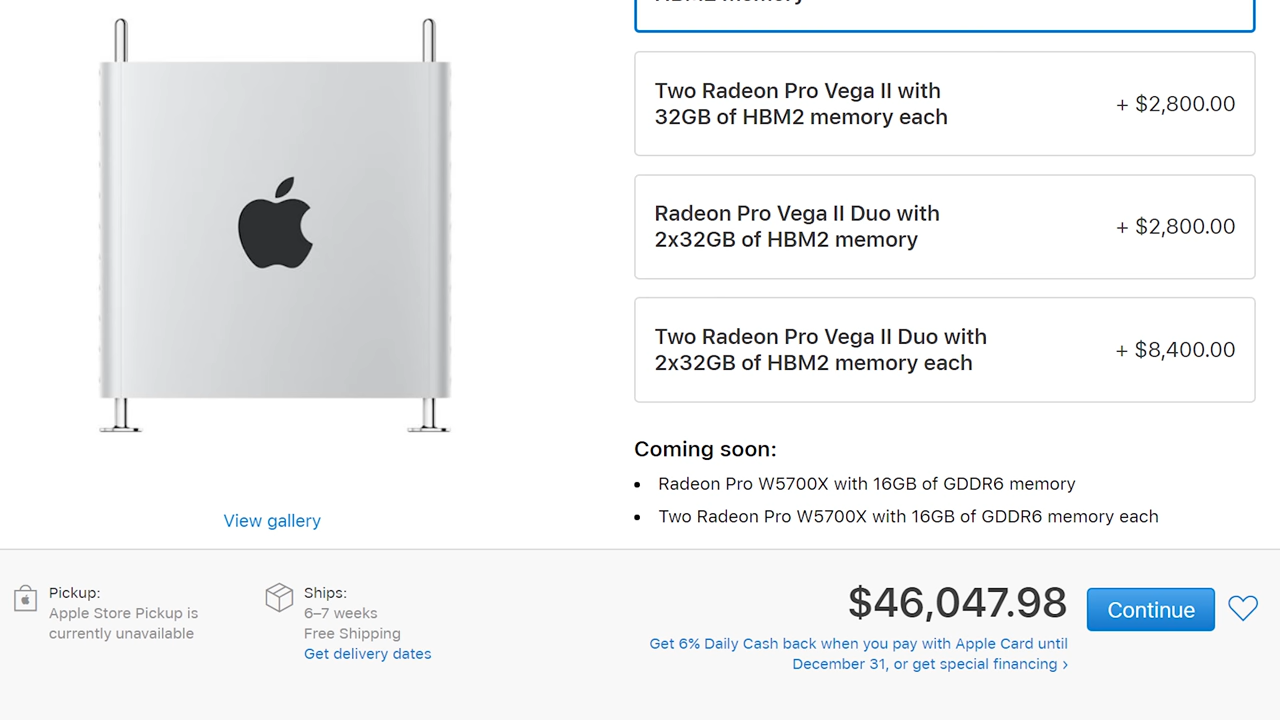 HBM2 memory
Two Radeon Pro Vega II with
32GB of HBM2 memory each
+ $2,800.00
Radeon Pro Vega II Duo with
2x32GB of HBM2 memory
+ $2,800.00
Two Radeon Pro Vega II Duo with
2x32GB of HBM2 memory each
+ $8,400.00
Coming soon:
• Radeon Pro W5700X with 16GB of GDDR6 memory
• Two Radeon Pro W5700X with 16GB of GDDR6 memory each
View gallery
Pickup:
Apple Store Pickup is
currently unavailable
Ships:
6–7 weeks
Free Shipping
Get delivery dates
$46,047.98
Get 6% Daily Cash back when you pay with Apple Card until
December 31, or get special financing ›
Continue